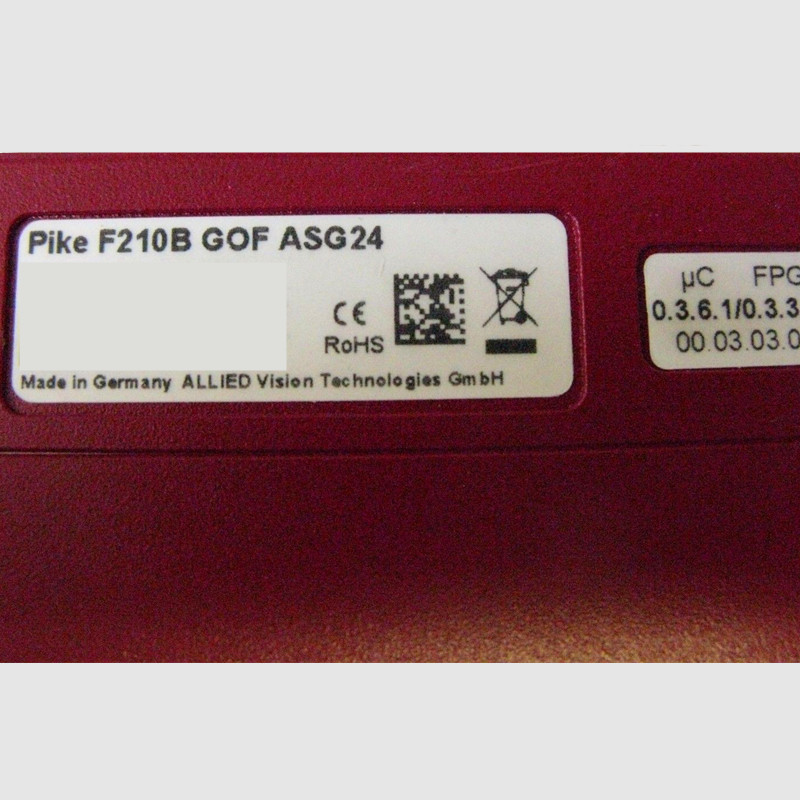 Pike F210B GOF ASG24
CE
RoHS
Made in Germany ALLIED Vision Technologies GmbH
µC FPG
0.3.6.1/0.3.3
00.03.03.0